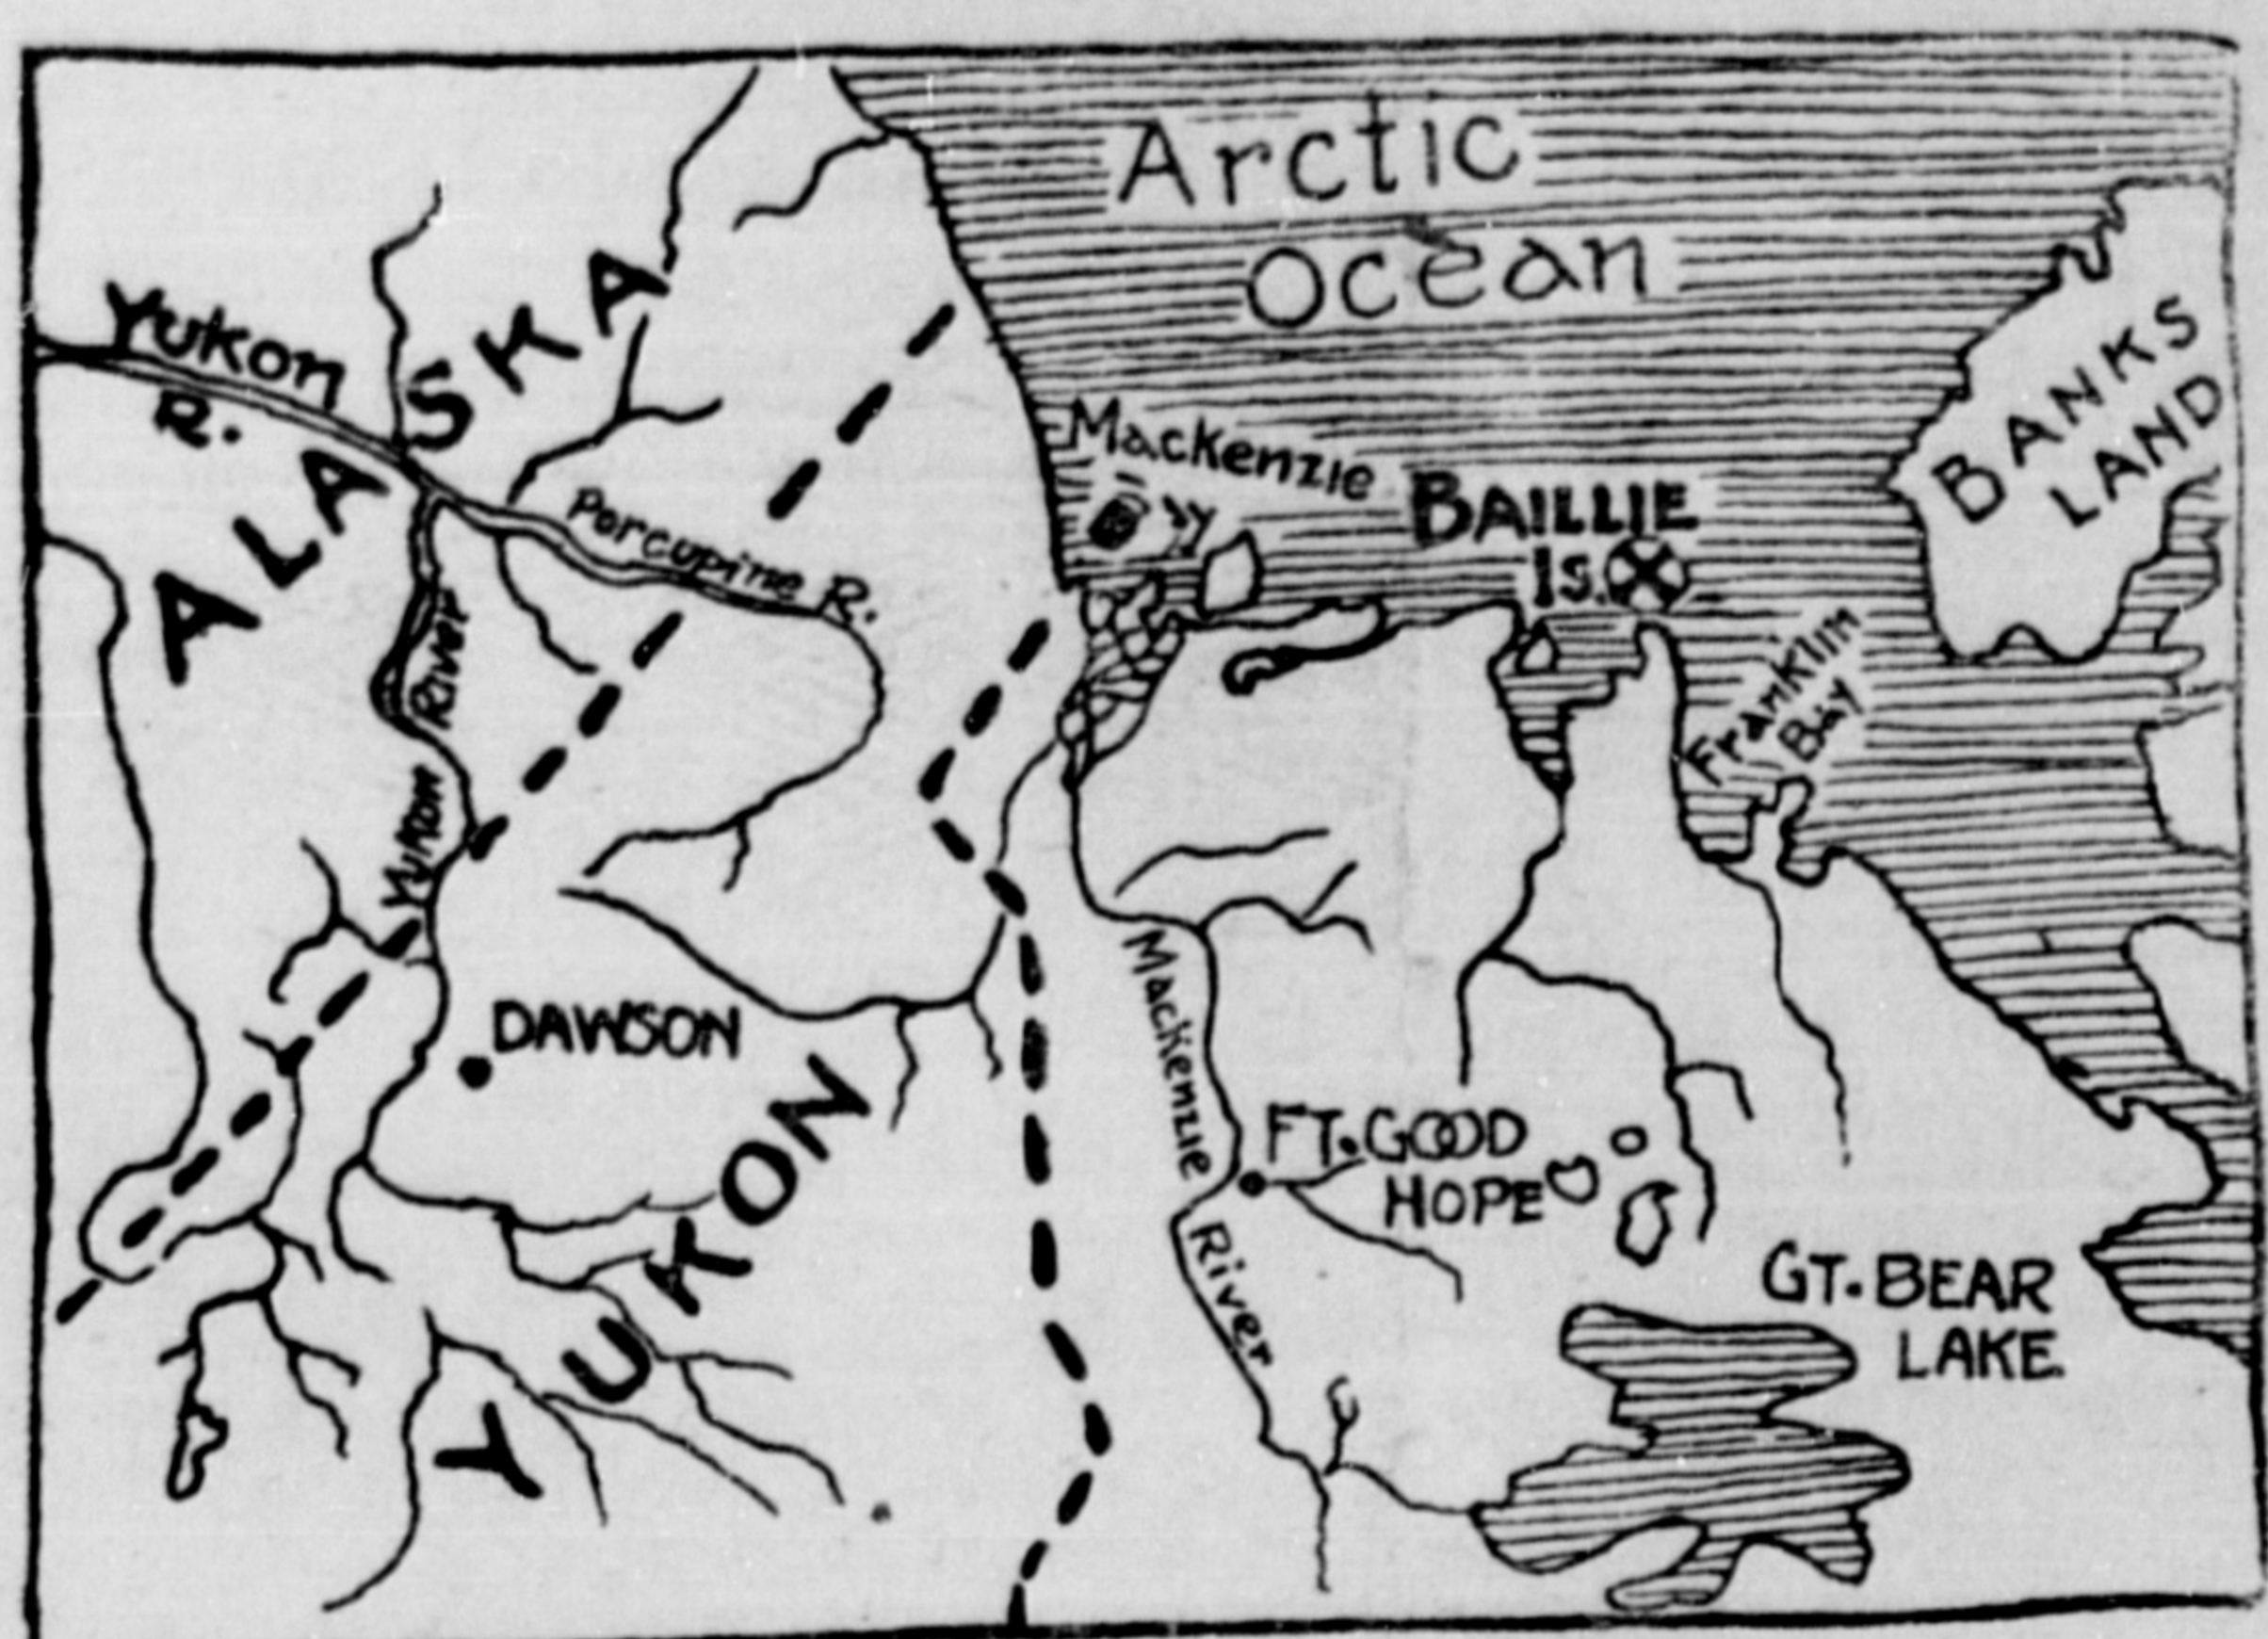 Arctic
Ocean
Yukon
R.
ALASKA
BANKS
LAND
Mackenzie
BAILLIE
IS.
Porcupine R.
Yukon River
Franklin
Bay
DAWSON
YUKON
Mackenzie River
FT. GOOD
HOPE
GT. BEAR
LAKE